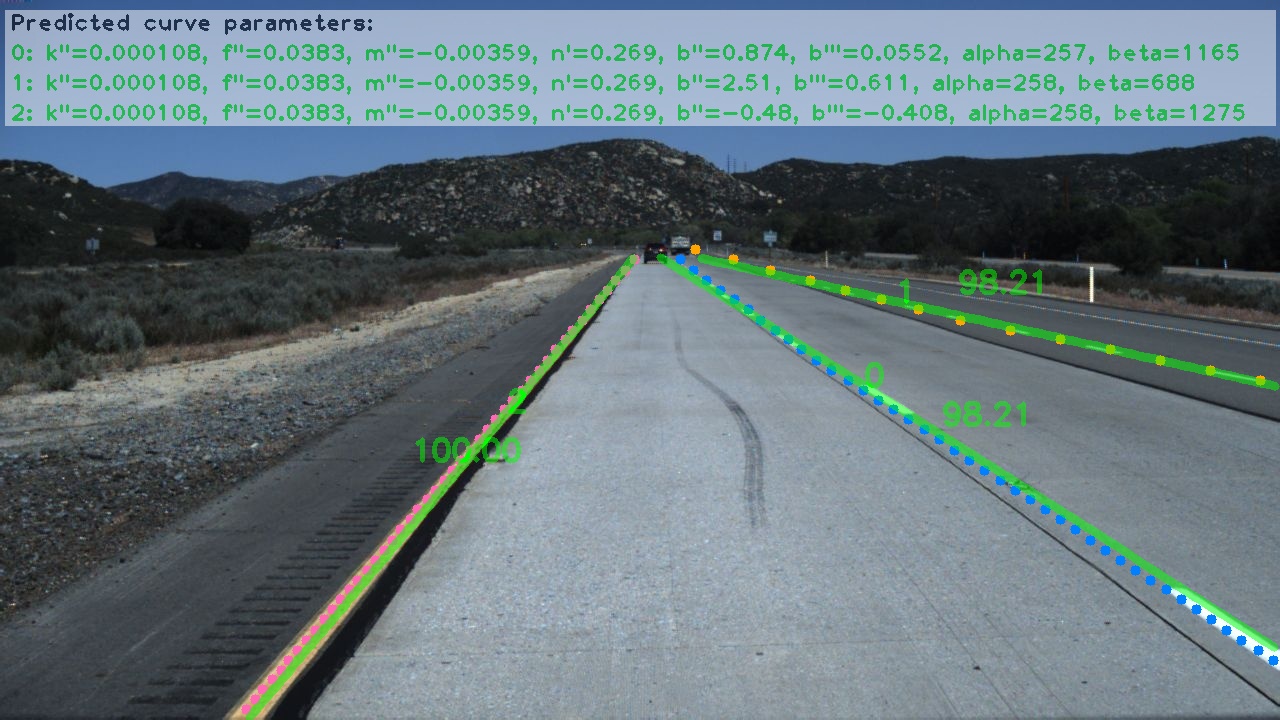 Predicted curve parameters:
0: k''=0.000108, f''=0.0383, m''=-0.00359, n'=0.269, b''=0.874, b'''=0.0552, alpha=257, beta=1165
1: k''=0.000108, f''=0.0383, m''=-0.00359, n'=0.269, b''=2.51, b'''=0.611, alpha=258, beta=688
2: k''=0.000108, f''=0.0383, m''=-0.00359, n'=0.269, b''=-0.48, b'''=-0.408, alpha=258, beta=1275
1 98.21
0
98.21
2
100.00